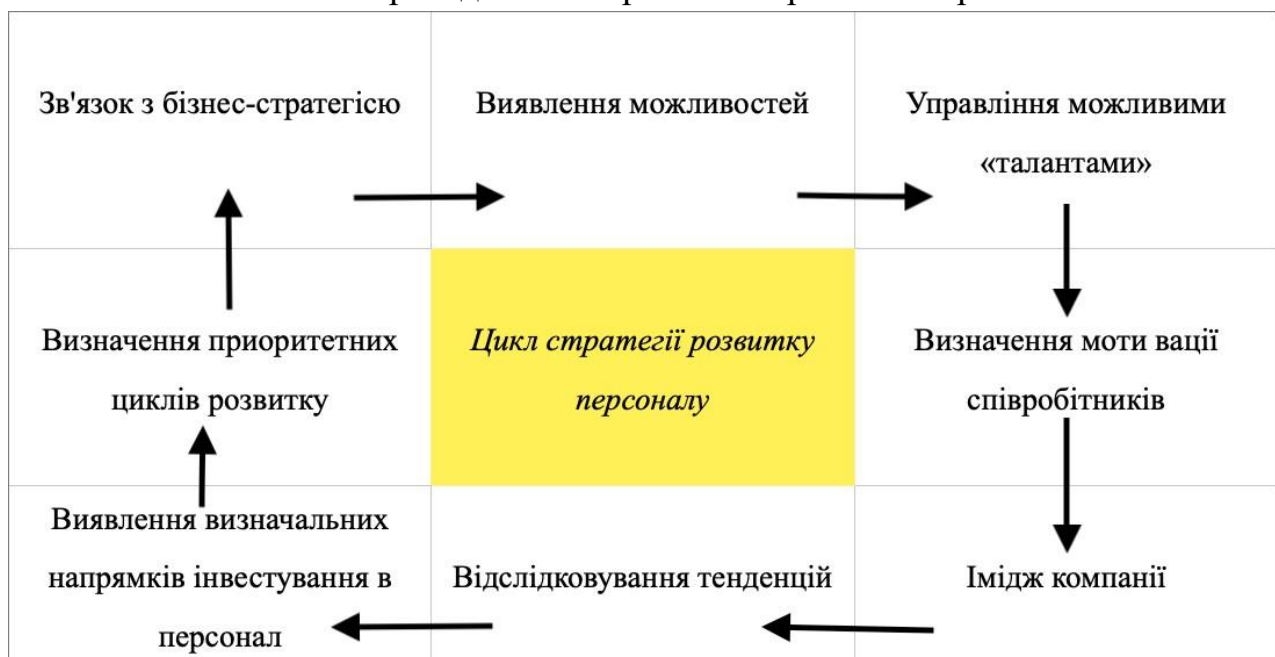 Зв'язок з бізнес-стратегією
Виявлення можливостей
Управління можливими
«талантами»
Визначення приоритетних
циклів розвитку
Цикл стратегії розвитку
персоналу
Визначення моти вації
співробітників
Виявлення визначальних
напрямків інвестування в
персонал
Відслідковування тенденцій
Імідж компанії